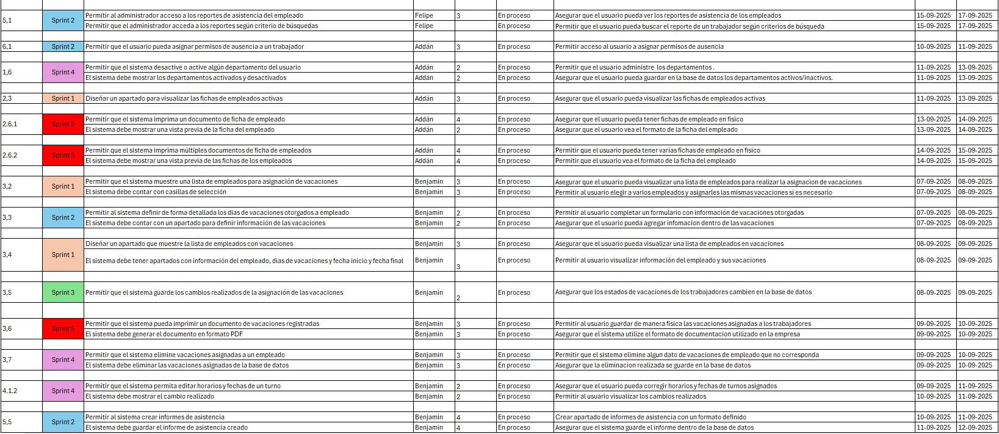 5,1 Sprint 2 Permitir al administrador acceso a los reportes de asistencia del empleado Felipe 3 En proceso Asegurar que el usuario pueda ver los reportes de asistencia de los empleados 15-09-2025 17-09-2025
Permitir que el administrador acceda a los reportes según criterio de búsquedas Felipe En proceso Permitir que el usuario pueda buscar el reporte de un trabajador según criterios de búsqueda 15-09-2025 17-09-2025
6,1 Sprint 2 Permitir que el usuario pueda asignar permisos de ausencia a un trabajador Addán 3 En proceso Permitir acceso al usuario a asignar permisos de ausencia 10-09-2025 11-09-2025
1,6 Sprint 4 Permitir que el sistema desactive o active algún departamento del usuario Addán 2 En proceso Permitir que el usuario administre los departamentos . 11-09-2025 13-09-2025
El sistema debe mostrar los departamentos activados y desactivados Addán 2 En proceso Asegurar que el usuario pueda guardar en la base de datos los departamentos activos/inactivos. 11-09-2025 13-09-2025
2,3 Sprint 1 Diseñar un apartado para visualizar las fichas de empleados activas Addán 3 En proceso Asegurar que el usuario pueda visualizar las fichas de empleados activas 11-09-2025 13-09-2025
2.6.1 Sprint 5 Permitir que el sistema imprima un documento de ficha de empleado Addán 4 En proceso Asegurar que el usuario pueda tener fichas de empleado en fisico 13-09-2025 14-09-2025
El sistema debe mostrar una vista previa de la ficha del empleado Addán 2 En proceso Asegurar que el usuario vea el formato de la ficha del empleado 13-09-2025 14-09-2025
2.6.2 Sprint 5 Permitir que el sistema imprima múltiples documentos de ficha de empleados Addán 4 En proceso Permitir que el usuario pueda tener varias fichas de empleado en fisico 14-09-2025 15-09-2025
El sistema debe mostrar una vista previa de las fichas de los empleados Addán 4 En proceso Permitir que el usuario vea el formato de la ficha del empleado 14-09-2025 15-09-2025
3,2 Sprint 1 Permitir que el sistema muestre una lista de empleados para asignación de vacaciones Benjamin 3 En proceso Asegurar que el usuario pueda visualizar una lista de empleados para realizar la asignacion de vacaciones 07-09-2025 08-09-2025
El sistema debe contar con casillas de selección Benjamin 3 En proceso Permitir al usuario elegir a varios empleados y asignarles las mismas vacaciones si es necesario 07-09-2025 08-09-2025
3,3 Sprint 2 Permitir al sistema definir de forma detallada los dias de vacaciones otorgados a empleado Benjamin 2 En proceso Permitir al usuario completar un formulario con información de vacaciones otorgadas 07-09-2025 08-09-2025
El sistema debe contar con un apartado para definir información de las vacaciones Benjamin 2 En proceso Asegurar que el usuario pueda agregar infomacion dentro de las vacaciones 07-09-2025 08-09-2025
3,4 Sprint 1 Diseñar un apartado que muestre la lista de empleados con vacaciones Benjamin 3 En proceso Asegurar que el usuario pueda visualizar una lista de empleados en vacaciones 08-09-2025 09-09-2025
El sistema debe tener apartados con información del empleado, dias de vacaciones y fecha inicio y fecha final Benjamin 3 En proceso Permitir al usuario visualizar información del empleado y sus vacaciones 08-09-2025 09-09-2025
3,5 Sprint 3 Permitir que el sistema guarde los cambios realizados de la asignación de las vacaciones Benjamin 2 En proceso Asegurar que los estados de vacaciones de los trabajadores cambien en la base de datos 08-09-2025 09-09-2025
3,6 Sprint 5 Permitir que el sistema pueda imprimir un documento de vacaciones registradas Benjamin 3 En proceso Permitir al usuario guardar de manera fisica las vacaciones asignadas a los trabajadores 09-09-2025 10-09-2025
El sistema debe generar el documento en formato PDF Benjamin 3 En proceso Asegurar que el sistema utilize el formato de documentacion utilizado en la empresa 09-09-2025 10-09-2025
3,7 Sprint 4 Permitir que el sistema elimine vacaciones asignadas a un empleado Benjamin 3 En proceso Permitir que el sistema elimine algun dato de vacaciones de empleado que no corresponda 09-09-2025 10-09-2025
El sistema debe eliminar las vacaciones asignadas de la base de datos Benjamin 3 En proceso Asegurar que la eliminacion realizada se guarde en la base de datos 09-09-2025 10-09-2025
4.1.2 Sprint 4 Permitir que el sistema permita editar horarios y fechas de un turno Benjamin 2 En proceso Asegurar que el usuario pueda corregir horarios y fechas de turnos asignados 09-09-2025 11-09-2025
El sistema debe mostrar el cambio realizado Benjamin 2 En proceso Permitir al usuario visualizar los cambios realizados 10-09-2025 11-09-2025
5,5 Sprint 2 Permitir al sistema crear informes de asistencia Benjamin 4 En proceso Crear apartado de informes de asistencia con un formato definido 10-09-2025 11-09-2025
El sistema debe guardar el informe de asistencia creado Benjamin 4 En proceso Asegurar que el sistema guarde el informe dentro de la base de datos 11-09-2025 12-09-2025